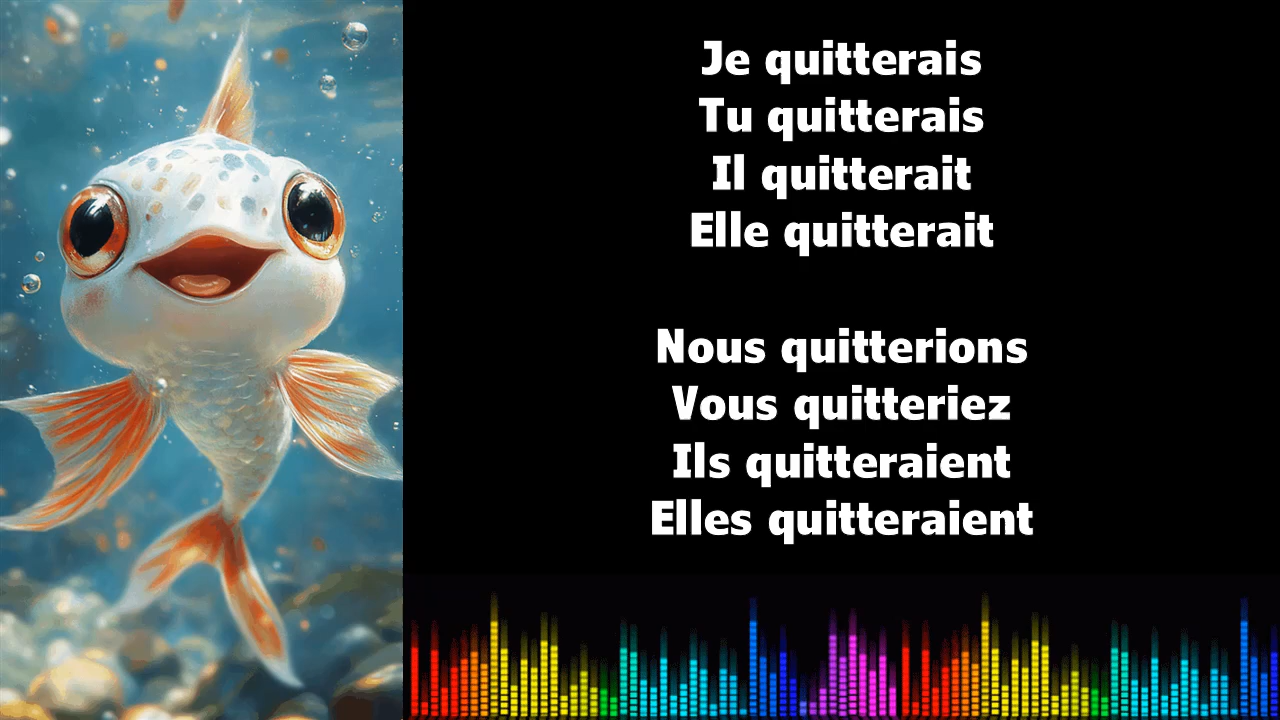 Je quitterais
Tu quitterais
Il quitterait
Elle quitterait
Nous quitterions
Vous quitteriez
Ils quitteraient
Elles quitteraient